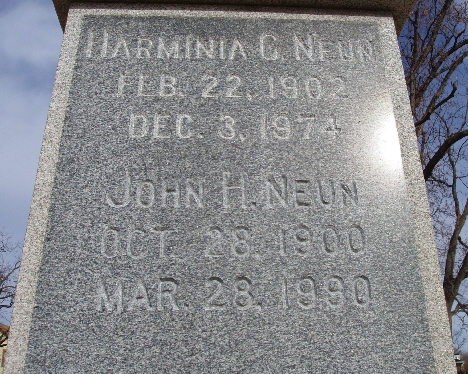 HARMINIA G. NEUN
FEB. 22, 1902
DEC. 3, 1974
JOHN H. NEUN
OCT. 28, 1900
MAR. 28, 1990